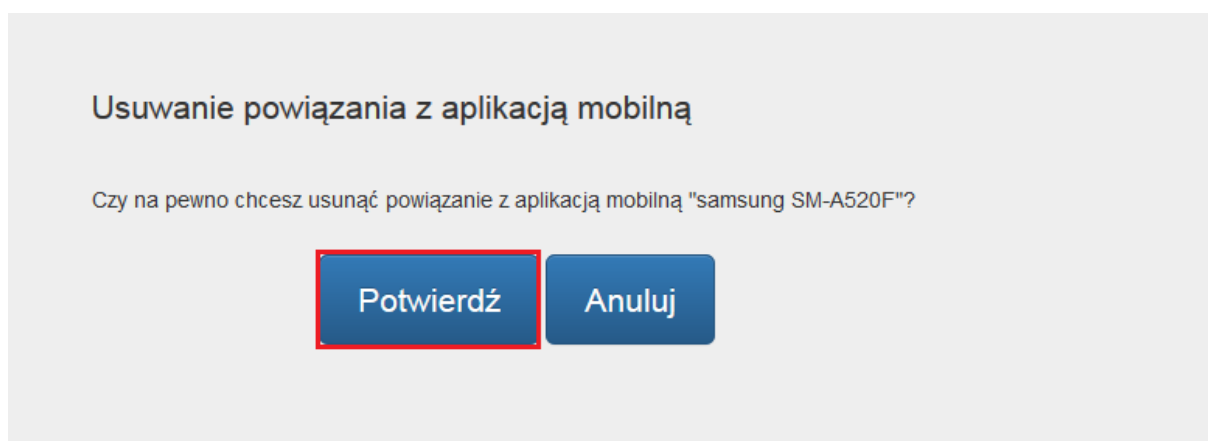 Usuwanie powiązania z aplikacją mobilną
Czy na pewno chcesz usunąć powiązanie z aplikacją mobilną "samsung SM-A520F"?
Potwierdź Anuluj